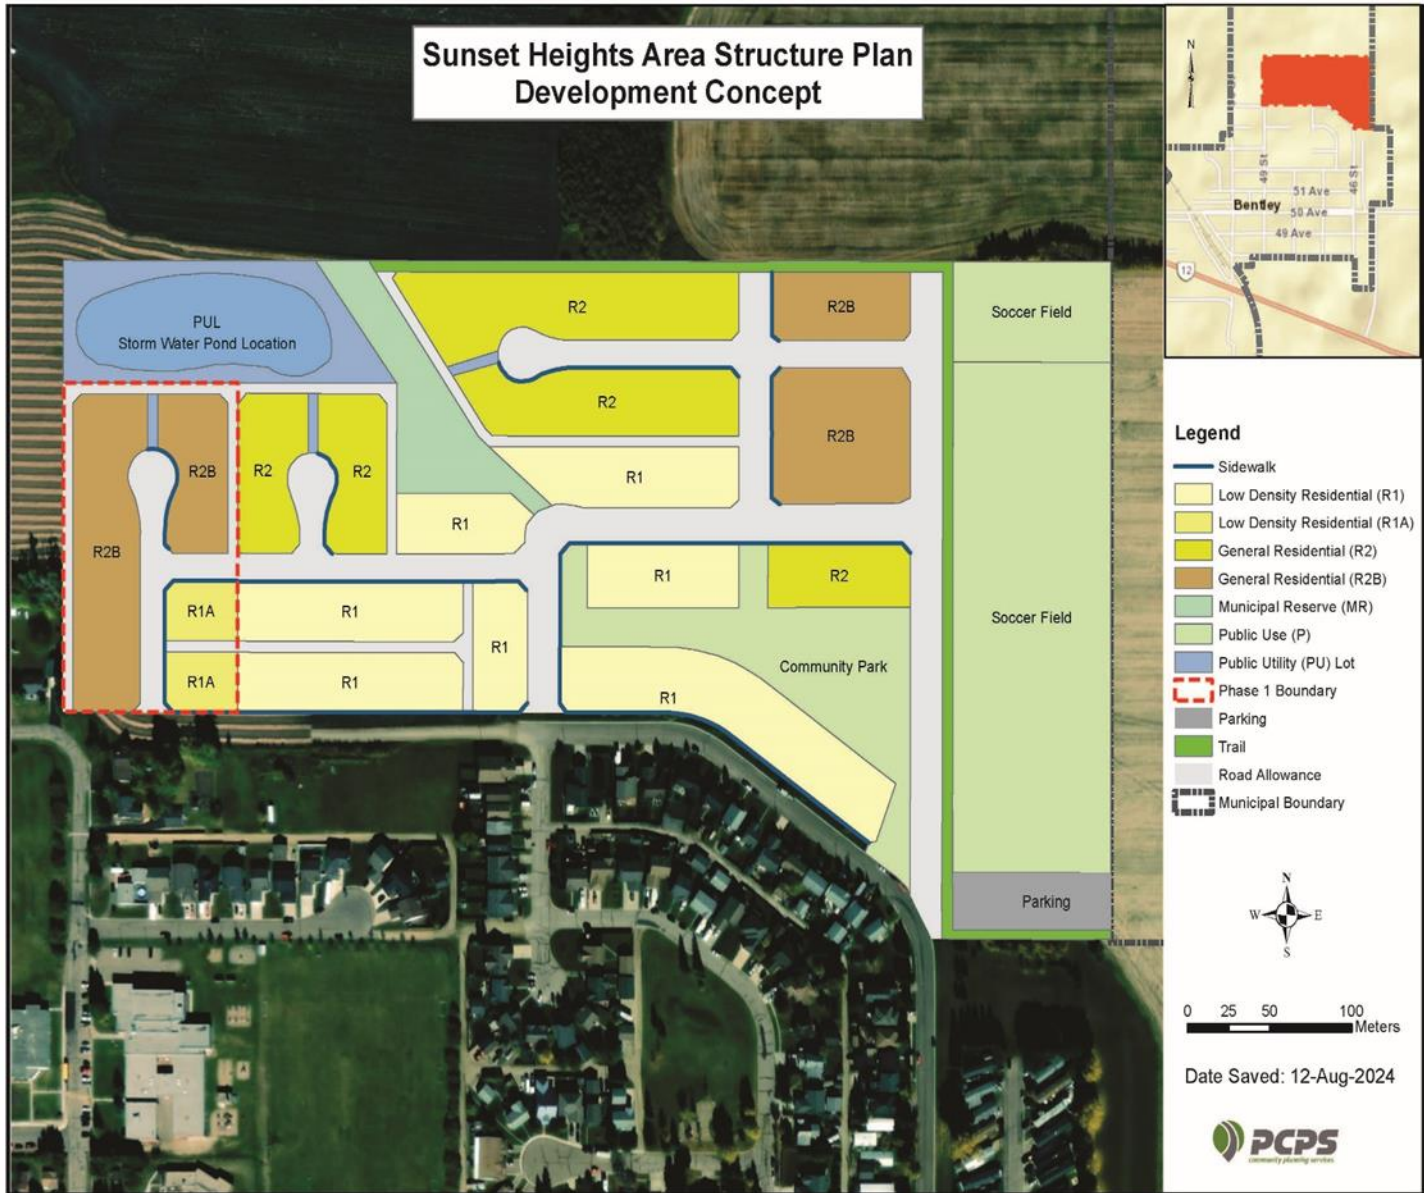 Sunset Heights Area Structure Plan
Development Concept
N
49 St
46 St
51 Ave
Bentley
50 Ave
49 Ave
12
PUL
Storm Water Pond Location
R2
R2B
Soccer Field
R2
R2B
R2B
R2
R2
R1
R1
R2B
R1
R2
R1A
R1
R1
Soccer Field
R1A
R1
R1
Community Park
Parking
Legend
Sidewalk
Low Density Residential (R1)
Low Density Residential (R1A)
General Residential (R2)
General Residential (R2B)
Municipal Reserve (MR)
Public Use (P)
Public Utility (PU) Lot
Phase 1 Boundary
Parking
Trail
Road Allowance
Municipal Boundary
N
W E
S
0 25 50 100
Meters
Date Saved: 12-Aug-2024
PCPS
community planning services